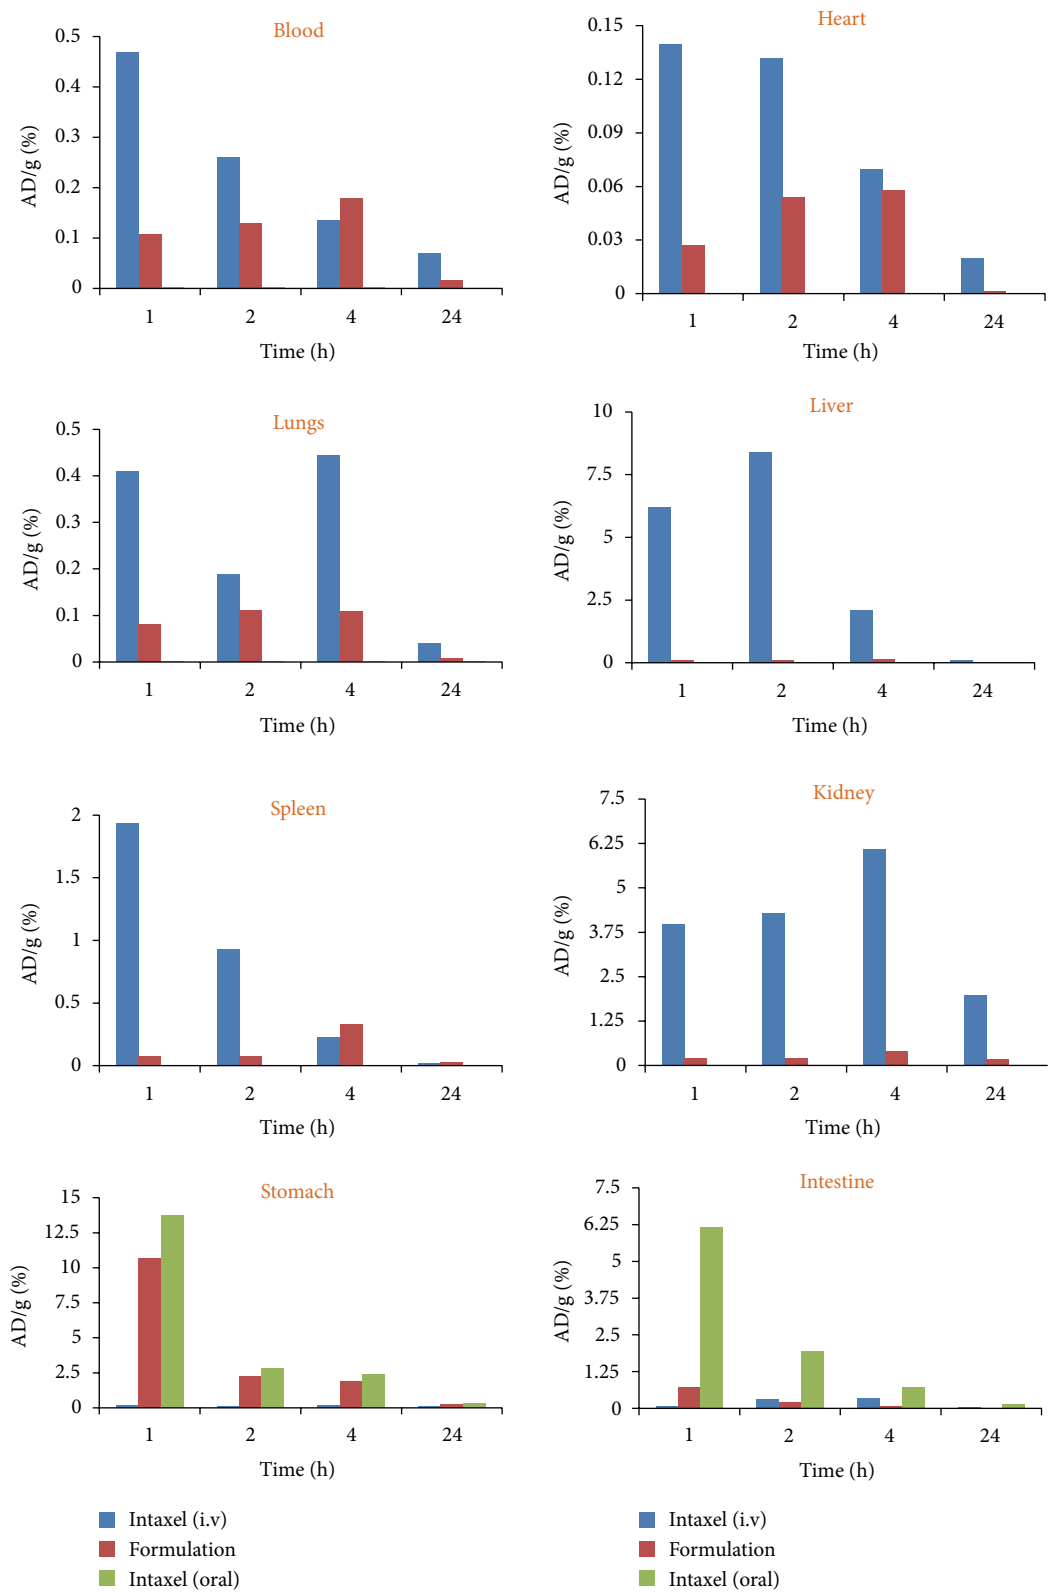 Blood
0.5
0.4
0.3
0.2
0.1
0
AD/g (%)
1 2 4 24
Time (h)
Heart
0.15
0.12
0.09
0.06
0.03
0
AD/g (%)
1 2 4 24
Time (h)
Lungs
0.5
0.4
0.3
0.2
0.1
0
AD/g (%)
1 2 4 24
Time (h)
Liver
10
7.5
5
2.5
0
AD/g (%)
1 2 4 24
Time (h)
Spleen
2
1.5
1
0.5
0
AD/g (%)
1 2 4 24
Time (h)
Kidney
7.5
6.25
5
3.75
2.5
1.25
0
AD/g (%)
1 2 4 24
Time (h)
Stomach
15
12.5
10
7.5
5
2.5
0
AD/g (%)
1 2 4 24
Time (h)
Intaxel (i.v)
Formulation
Intaxel (oral)
Intestine
7.5
6.25
5
3.75
2.5
1.25
0
AD/g (%)
1 2 4 24
Time (h)
Intaxel (i.v)
Formulation
Intaxel (oral)